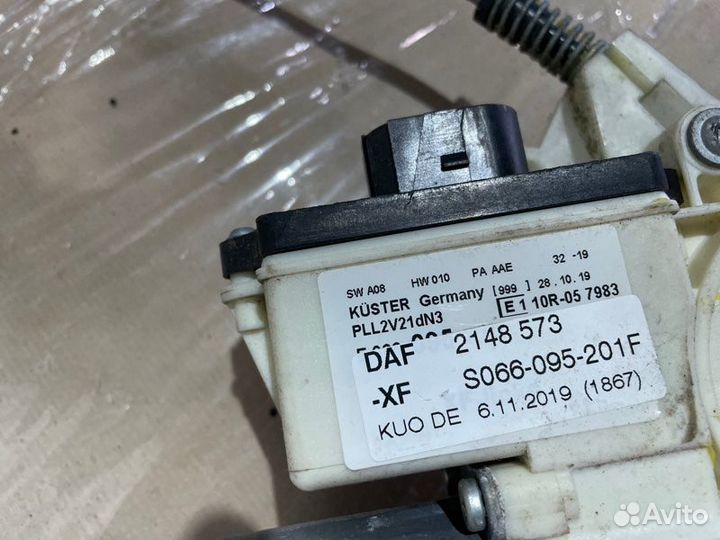 SW A08 HW 010 PA AAE 32 -19
KÜSTER Germany [999 ] 28.10.19
PLL2V21dN3 E1 10R-05 7983
DAF 2148 573
-XF S066-095-201F
KUO DE 6.11.2019 (1867)
Avito